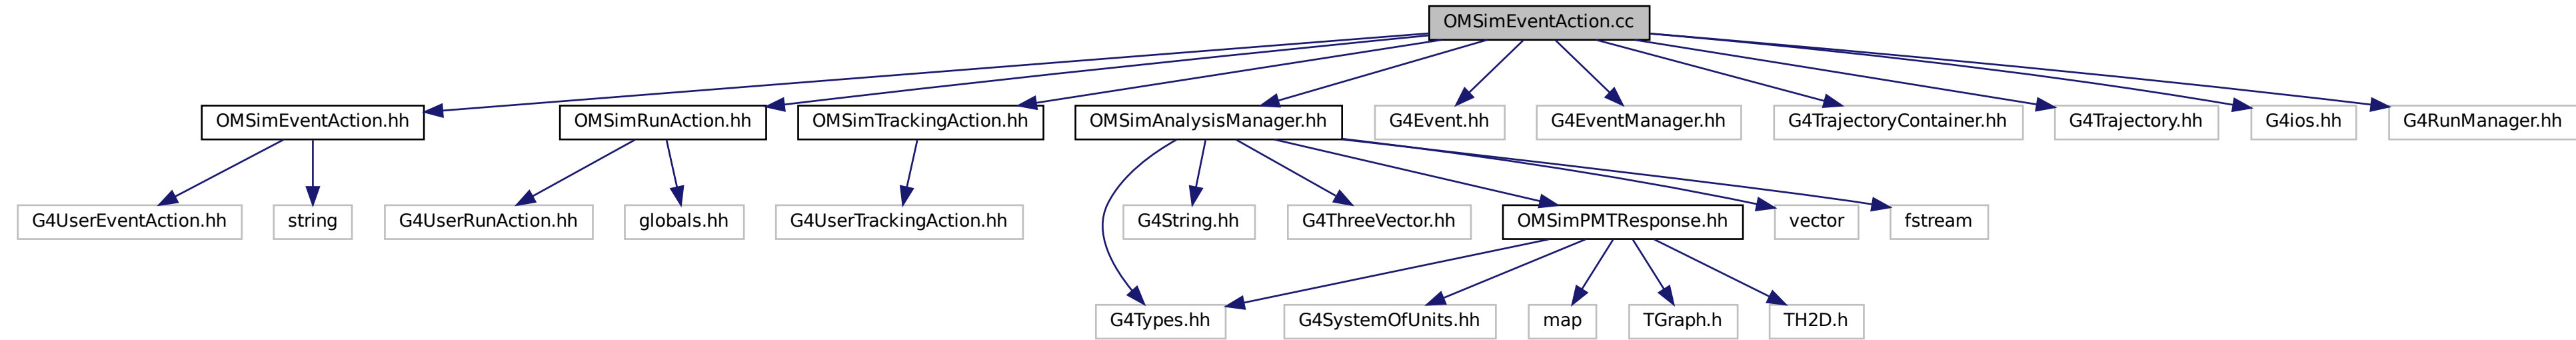 OMSimEventAction.cc
OMSimEventAction.hh
OMSimRunAction.hh
OMSimTrackingAction.hh
OMSimAnalysisManager.hh
G4Event.hh
G4EventManager.hh
G4TrajectoryContainer.hh
G4Trajectory.hh
G4ios.hh
G4RunManager.hh
G4UserEventAction.hh
string
G4UserRunAction.hh
globals.hh
G4UserTrackingAction.hh
G4String.hh
G4ThreeVector.hh
OMSimPMTResponse.hh
vector
fstream
G4Types.hh
G4SystemOfUnits.hh
map
TGraph.h
TH2D.h